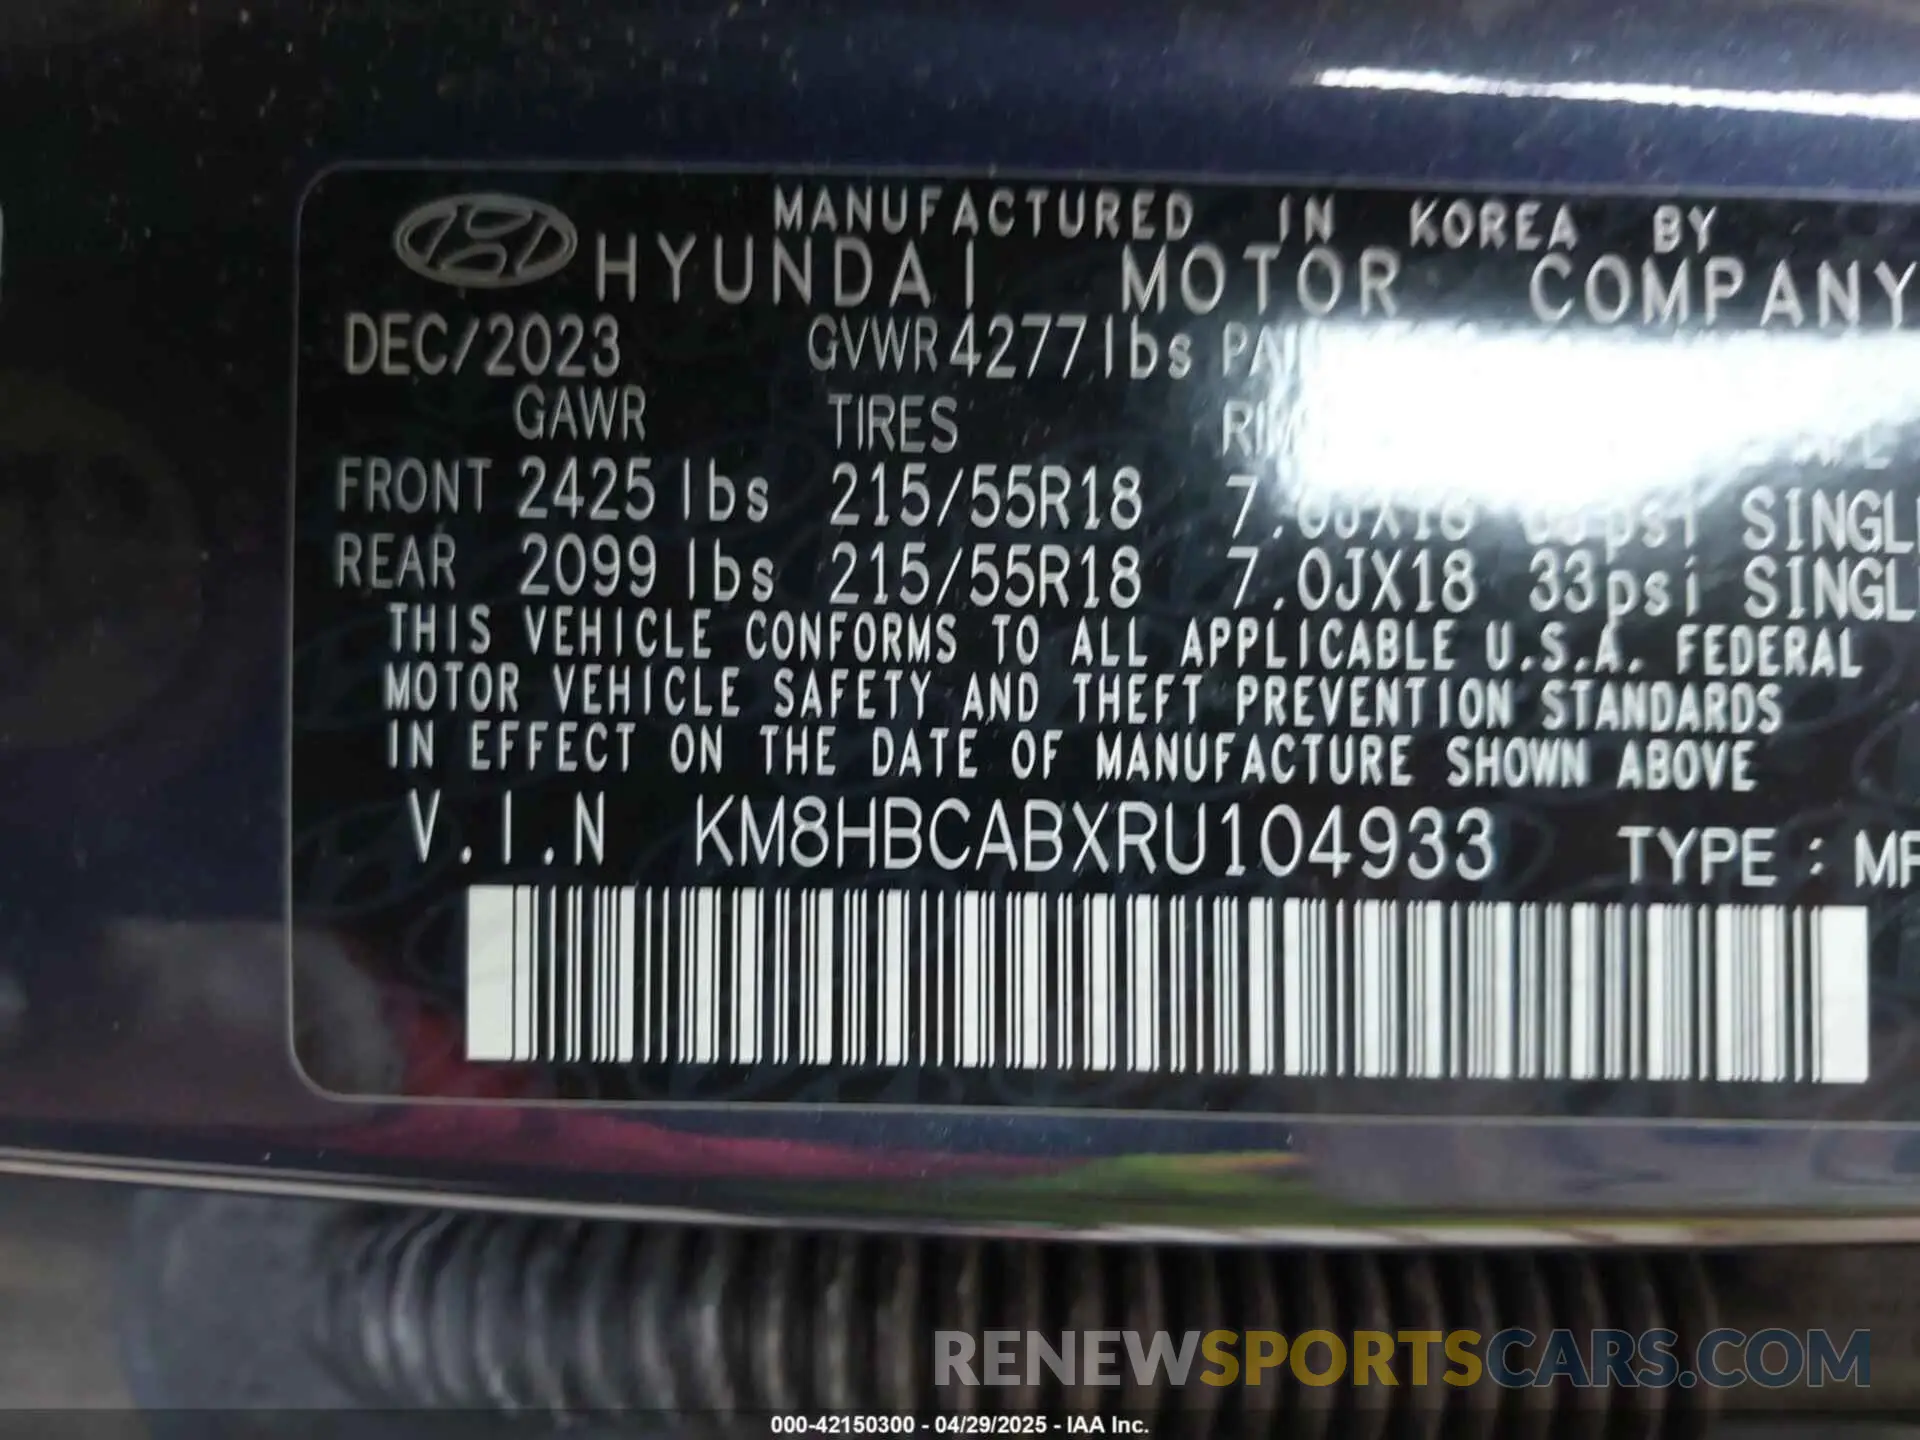 MANUFACTURED IN KOREA BY
HYUNDAI MOTOR COMPANY
DEC/2023 GVWR 4277lbs
GAWR TIRES
FRONT 2425 lbs 215/55R18 SINGL
REAR 2099 lbs 215/55R18 7.0JX18 33psi SINGL
THIS VEHICLE CONFORMS TO ALL APPLICABLE U.S.A. FEDERAL
MOTOR VEHICLE SAFETY AND THEFT PREVENTION STANDARDS
IN EFFECT ON THE DATE OF MANUFACTURE SHOWN ABOVE
V.I.N KM8HBCABXRU104933 TYPE :
RENEWSPORTSCARS.COM
000-42150300 - 04/29/2025 - IAA Inc.